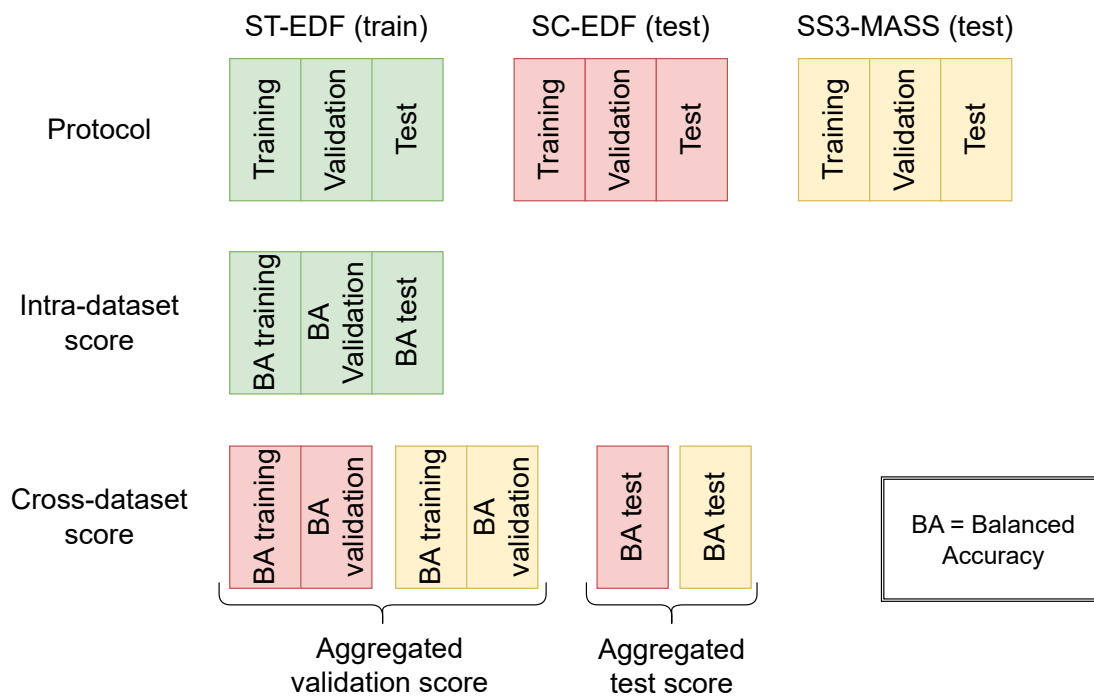 ST-EDF (train)
SC-EDF (test)
SS3-MASS (test)
Protocol
Training
Validation
Test
Training
Validation
Test
Training
Validation
Test
Intra-dataset
score
BA training
BA
Validation
BA test
Cross-dataset
score
BA training
BA
validation
BA training
BA
validation
BA test
BA test
BA = Balanced
Accuracy
Aggregated
validation score
Aggregated
test score